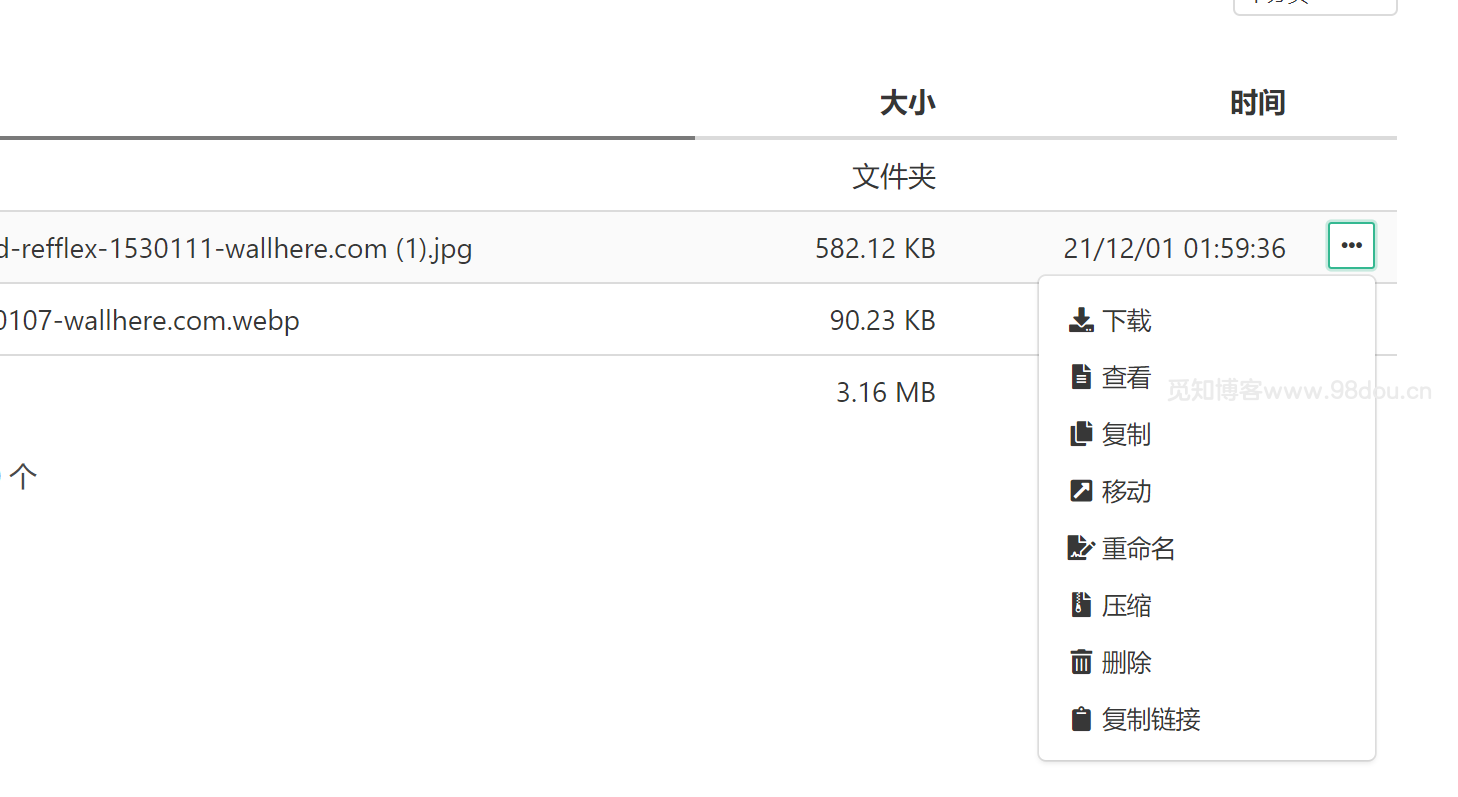 大小 时间
文件夹
d-refflex-1530111-wallhere.com (1).jpg 582.12 KB 21/12/01 01:59:36
0107-wallhere.com.webp 90.23 KB
下载
查看
觅知博客www.98dou.cn
3.16 MB
复制
个
移动
重命名
压缩
删除
复制链接